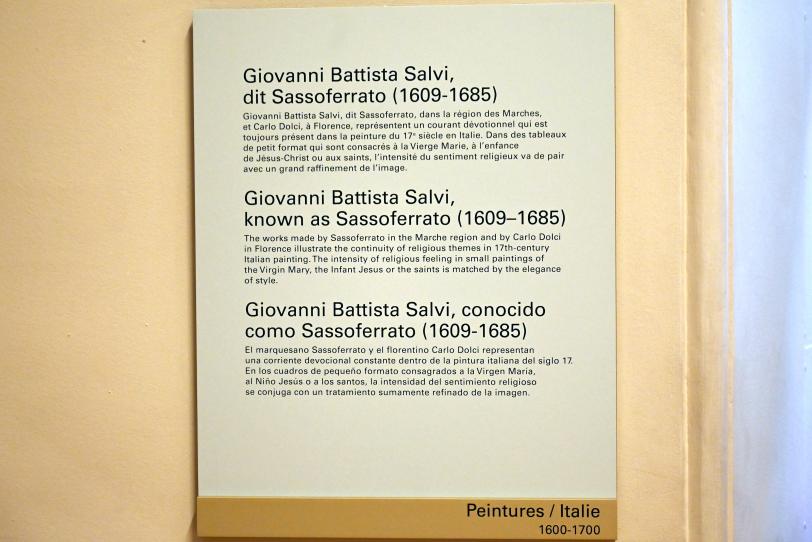 Giovanni Battista Salvi,
dit Sassoferrato (1609-1685)
Giovanni Battista Salvi, dit Sassoferrato, dans la région des Marches,
et Carlo Dolci, à Florence, représentent un courant dévotionnel qui est
toujours présent dans la peinture du 17e siècle en Italie. Dans des tableaux
de petit format qui sont consacrés à la Vierge Marie, à l'enfance
de Jésus-Christ ou aux saints, l'intensité du sentiment religieux va de pair
avec un grand raffinement de l'image.
Giovanni Battista Salvi,
known as Sassoferrato (1609–1685)
The works made by Sassoferrato in the Marche region and by Carlo Dolci
in Florence illustrate the continuity of religious themes in 17th-century
Italian painting. The intensity of religious feeling in small paintings of
the Virgin Mary, the Infant Jesus or the saints is matched by the elegance
of style.
Giovanni Battista Salvi, conocido
como Sassoferrato (1609-1685)
El marquesano Sassoferrato y el florentino Carlo Dolci representan
una corriente devocional constante dentro de la pintura italiana del siglo 17.
En los cuadros de pequeño formato consagrados a la Virgen María,
al Niño Jesús o a los santos, la intensidad del sentimiento religioso
se conjuga con un tratamiento sumamente refinado de la imagen.
Peintures / Italie
1600-1700